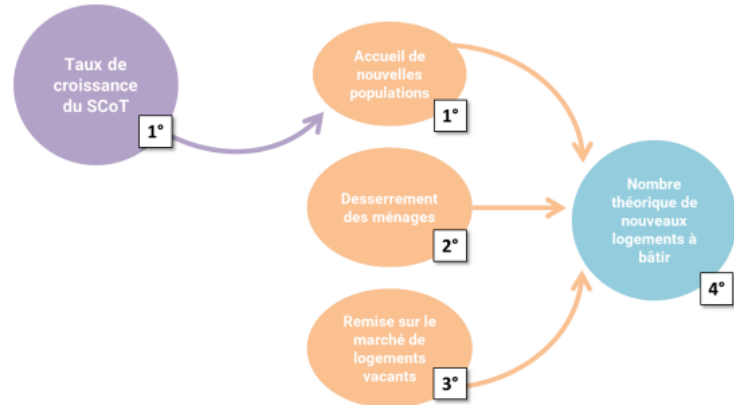 Taux de
croissance
du SCoT
1°
Accueil de
nouvelles
populations
1°
Desserrement
des ménages
2°
Remise sur le
marché de
logements
vacants
3°
Nombre
théorique de
nouveaux
logements à
bâtir
4°